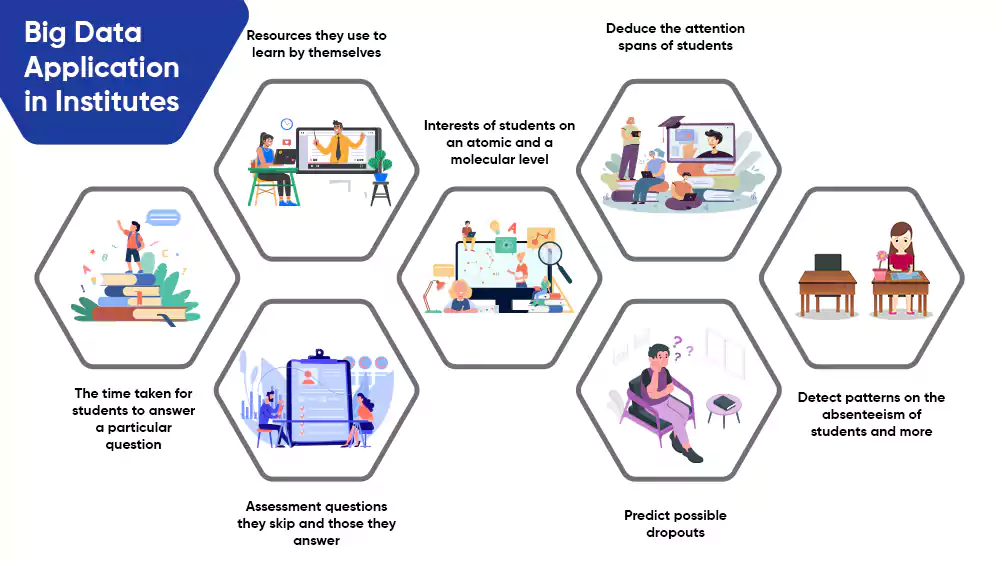 Big Data
Application
in Institutes
Resources they use to
learn by themselves
Deduce the attention
spans of students
Interests of students on
an atomic and a
molecular level
The time taken for
students to answer
a particular
question
Detect patterns on the
absenteeism of
students and more
Assessment questions
they skip and those they
answer
Predict possible
dropouts
A
B
C
?
A
A
? ? ?